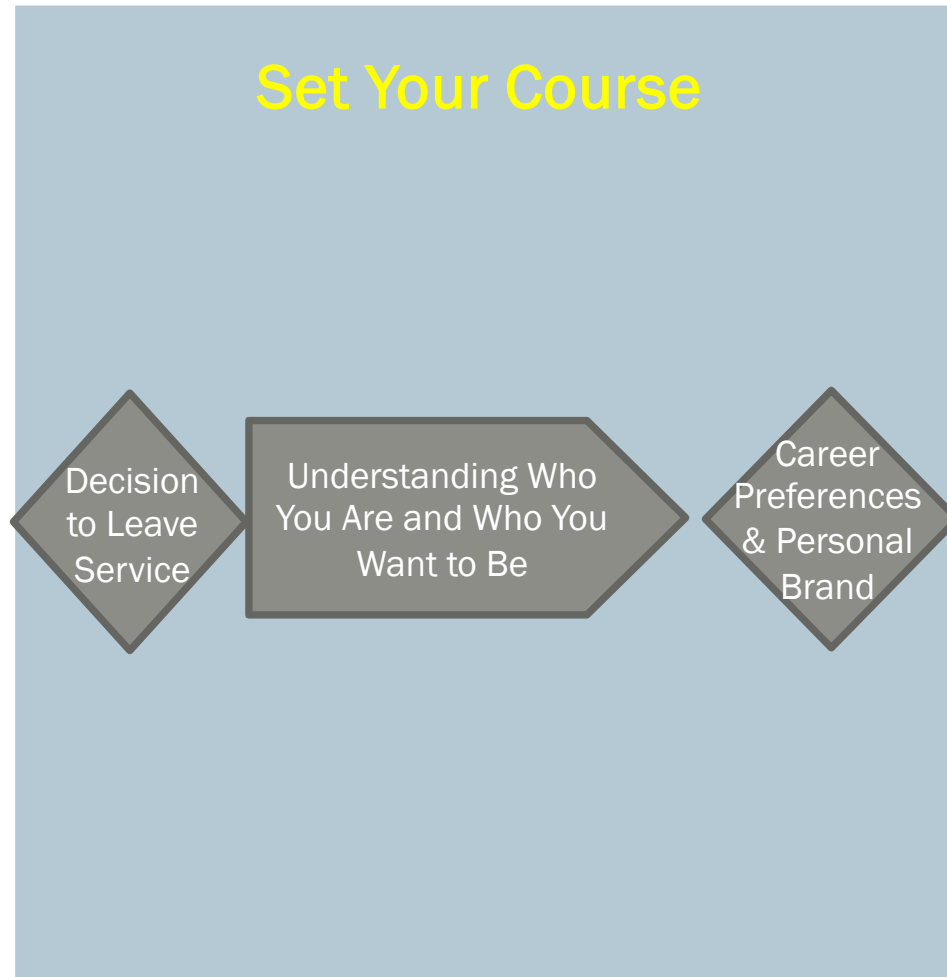 Set Your Course
Decision
to Leave
Service
Understanding Who
You Are and Who You
Want to Be
Career
Preferences
& Personal
Brand